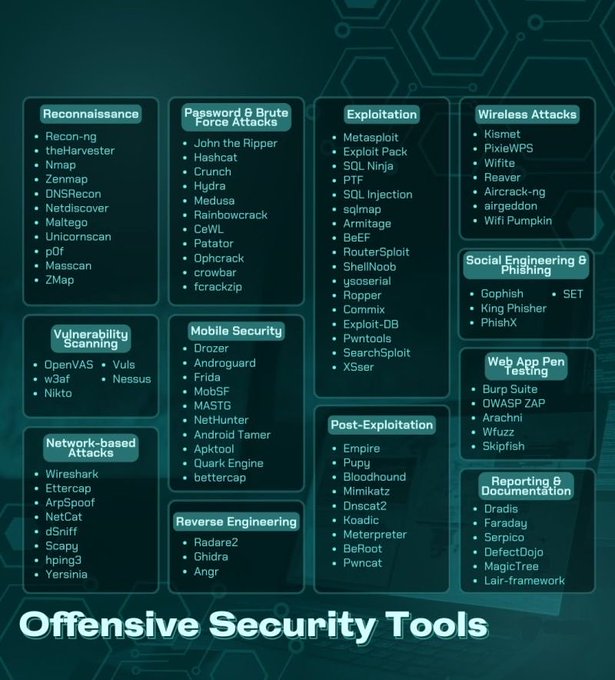 Reconnaissance
Recon-ng
theHarvester
Nmap
Zenmap
DNSRecon
Netdiscover
Maltego
Unicornscan
p0f
Masscan
ZMap
Vulnerability
Scanning
OpenVAS
w3af
Nikto
Vuls
Nessus
Network-based
Attacks
Wireshark
Ettercap
ArpSpoof
NetCat
dSniff
Scapy
hping3
Yersinia
Password & Brute
Force Attacks
John the Ripper
Hashcat
Crunch
Hydra
Medusa
Rainbowcrack
CeWL
Patator
Ophcrack
crowbar
fcrackzip
Mobile Security
Drozer
Androguard
Frida
MobSF
MASTG
NetHunter
Android Tamer
Apktool
Quark Engine
bettercap
Reverse Engineering
Radare2
Ghidra
Angr
Exploitation
Metasploit
Exploit Pack
SQL Ninja
PTF
SQL Injection
sqlmap
Armitage
BeEF
RouterSploit
ShellNoob
ysoserial
Ropper
Commix
Exploit-DB
Pwntools
SearchSploit
XSser
Post-Exploitation
Empire
Pupy
Bloodhound
Mimikatz
Dnscat2
Koadic
Meterpreter
BeRoot
Pwncat
Wireless Attacks
Kismet
PixieWPS
Wifite
Reaver
Aircrack-ng
airgeddon
Wifi Pumpkin
Social Engineering &
Phishing
Gophish
King Phisher
PhishX
SET
Web App Pen
Testing
Burp Suite
OWASP ZAP
Arachni
Wfuzz
Skipfish
Reporting &
Documentation
Dradis
Faraday
Serpico
DefectDojo
MagicTree
Lair-framework
Offensive Security Tools